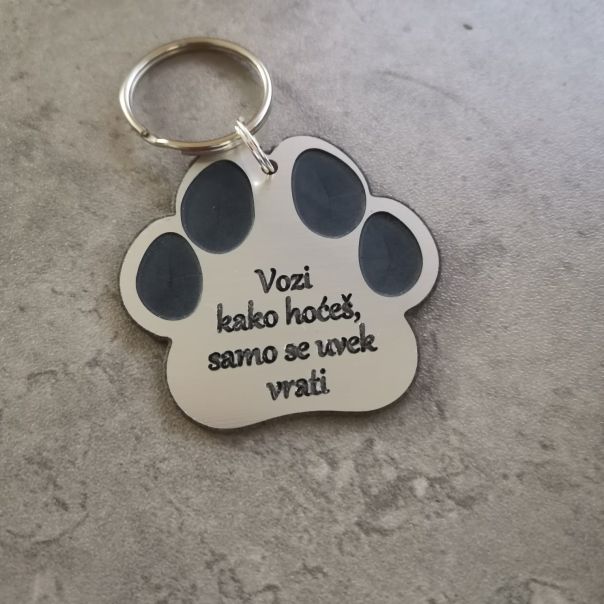 Vozi
kako hoćeš,
samo se uvek
vrati